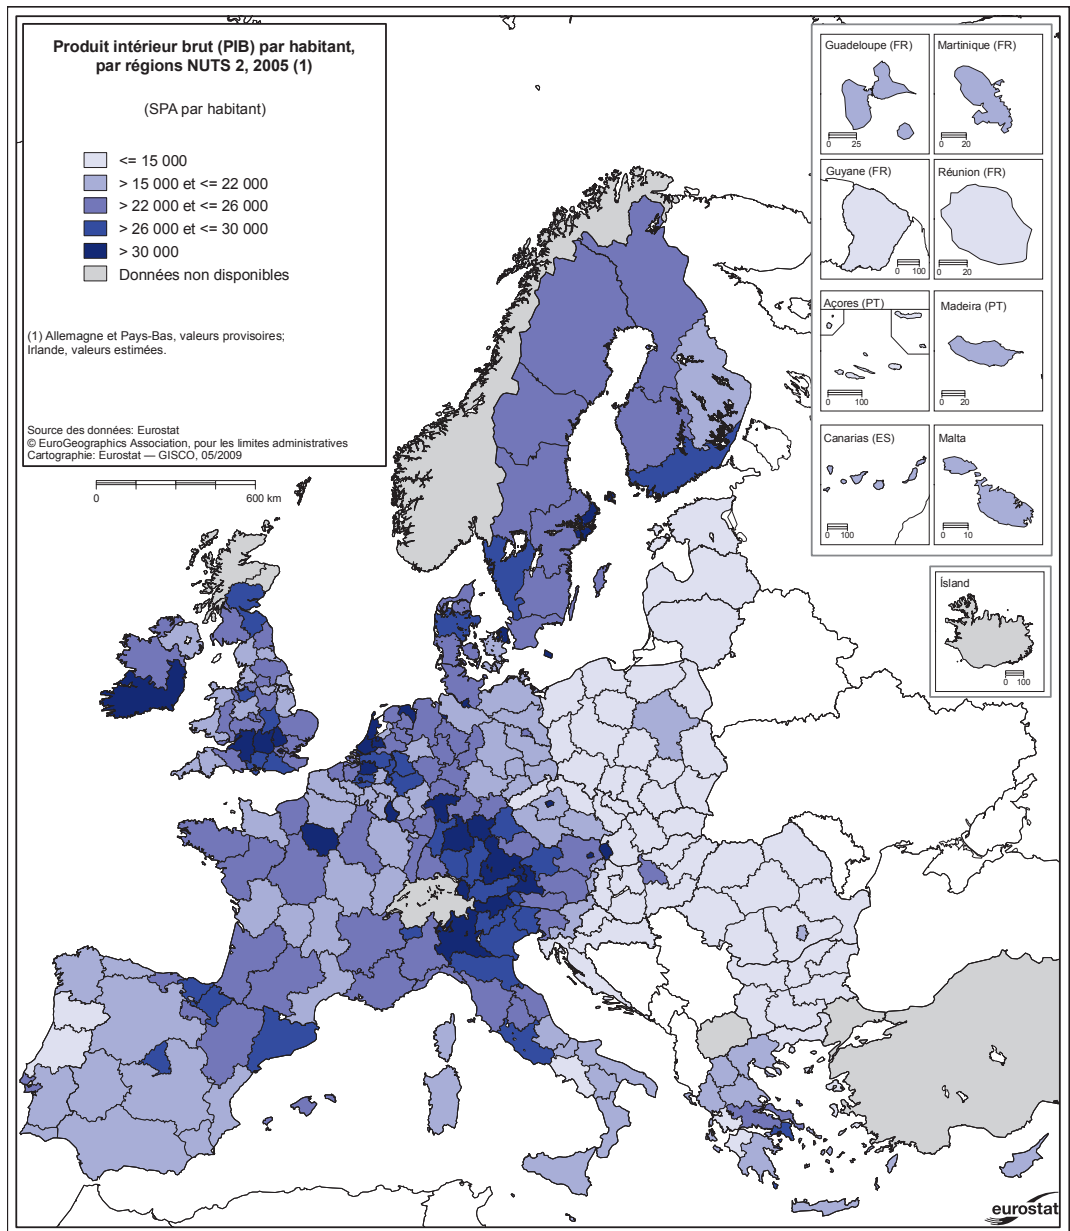 Produit intérieur brut (PIB) par habitant,
par régions NUTS 2, 2005 (1)
(SPA par habitant)
<= 15 000
> 15 000 et <= 22 000
> 22 000 et <= 26 000
> 26 000 et <= 30 000
> 30 000
Données non disponibles
(1) Allemagne et Pays-Bas, valeurs provisoires;
Irlande, valeurs estimées.
Source des données: Eurostat
© EuroGeographics Association, pour les limites administratives
Cartographie: Eurostat — GISCO, 05/2009
0 600 km
Guadeloupe (FR)
0 25
Martinique (FR)
0 20
Guyane (FR)
0 100
Réunion (FR)
0 20
Açores (PT)
0 100
Madeira (PT)
0 20
Canarias (ES)
0 100
Malta
0 10
Ísland
0 100
eurostat